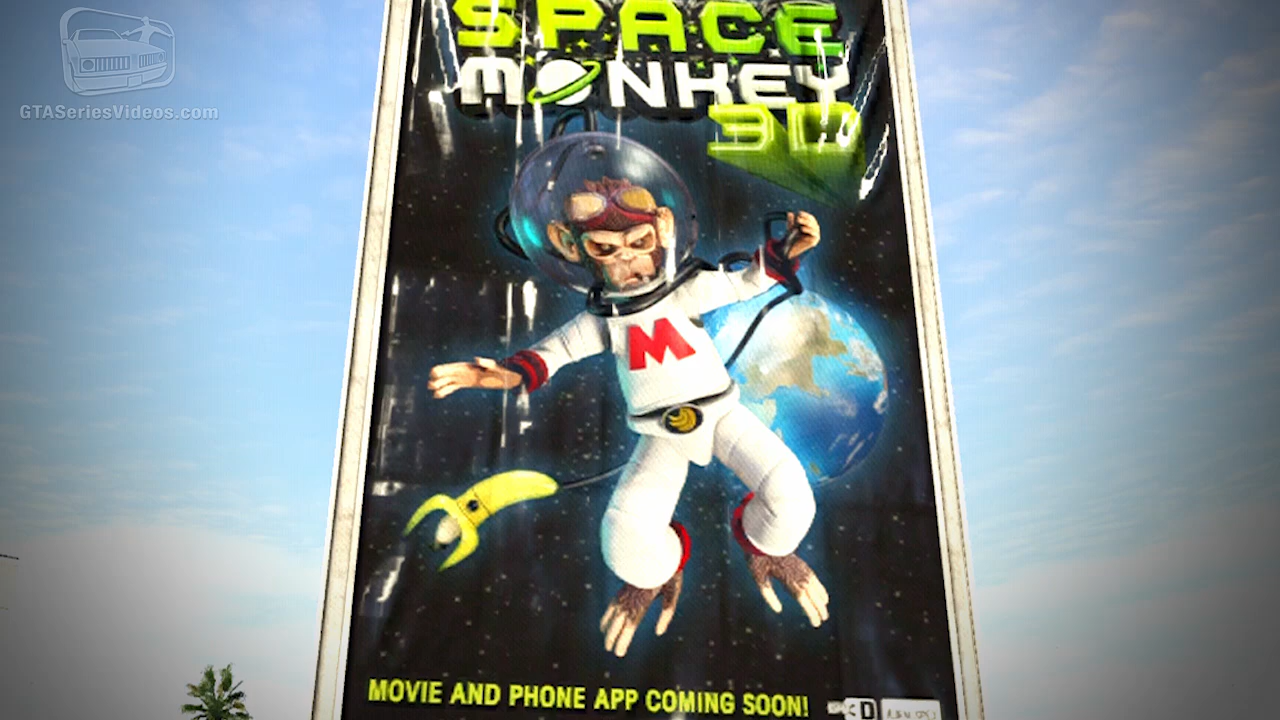 SPACE
MONKEY
3D
GTASeriesVideos.com
M
MOVIE AND PHONE APP COMING SOON!
D